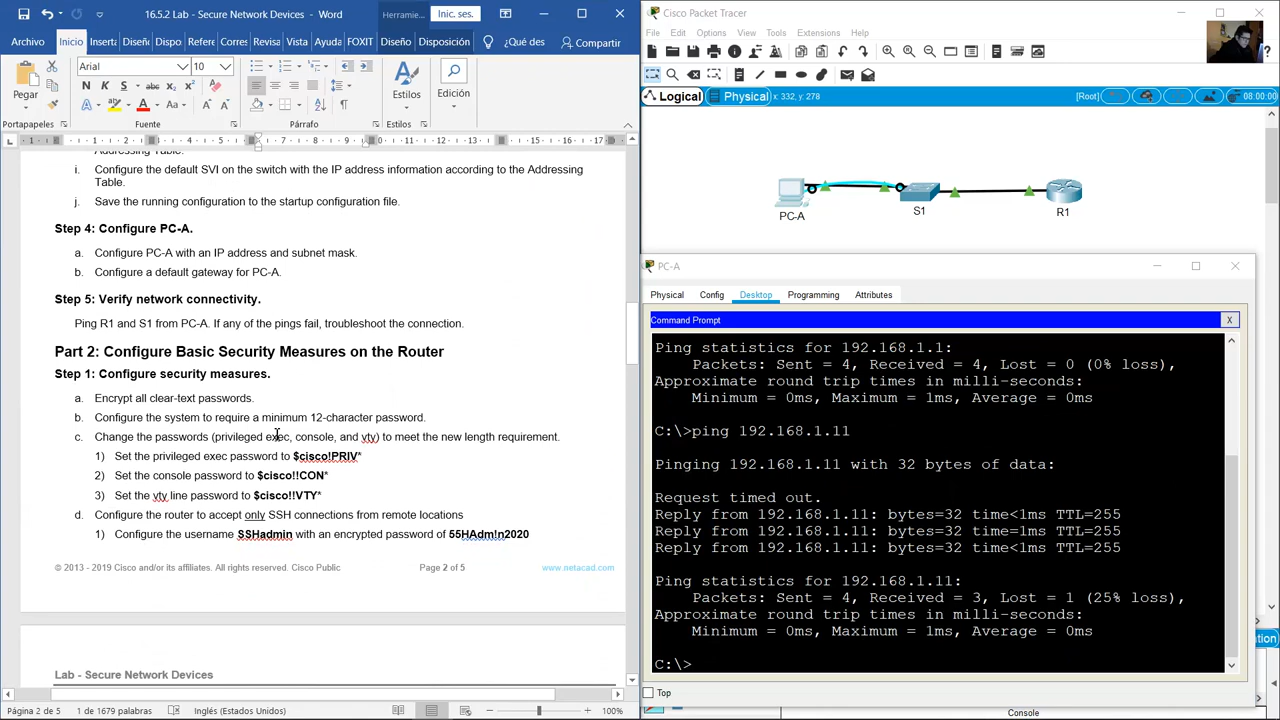 16.5.2 Lab - Secure Network Devices
Herramie...
Inic. ses.
Archivo Inicio Insertar Diseño Dispos Refere Corres Revisa Vista Ayuda FOXIT Diseño Disposición ¿Qué des Compartir
Arial 10
Pegar
N K S abc
Estilos
Edición
Portapapeles Fuente Párrafo Estilos
Addressing Table.
i. Configure the default SVI on the switch with the IP address information according to the Addressing
Table.
j. Save the running configuration to the startup configuration file.
Step 4: Configure PC-A.
a. Configure PC-A with an IP address and subnet mask.
b. Configure a default gateway for PC-A.
Step 5: Verify network connectivity.
Ping R1 and S1 from PC-A. If any of the pings fail, troubleshoot the connection.
Part 2: Configure Basic Security Measures on the Router
Step 1: Configure security measures.
a. Encrypt all clear-text passwords.
b. Configure the system to require a minimum 12-character password.
c. Change the passwords (privileged exec, console, and vty) to meet the new length requirement.
1) Set the privileged exec password to $cisco!PRIV*
2) Set the console password to $cisco!!CON*
3) Set the vty line password to $cisco!!VTY*
d. Configure the router to accept only SSH connections from remote locations
1) Configure the username SSHadmin with an encrypted password of 55HAdm!n2020
© 2013 - 2019 Cisco and/or its affiliates. All rights reserved. Cisco Public Page 2 of 5 www.netacad.com
Lab - Secure Network Devices
Página 2 de 5 1 de 1679 palabras Inglés (Estados Unidos) 100%
Cisco Packet Tracer
File Edit Options View Tools Extensions Help
Logical Physical x: 332, y: 278 [Root] 08:00:00
PC-A
S1
R1
PC-A
Physical Config Desktop Programming Attributes
Command Prompt X
Ping statistics for 192.168.1.1:
Packets: Sent = 4, Received = 4, Lost = 0 (0% loss),
Approximate round trip times in milli-seconds:
Minimum = 0ms, Maximum = 1ms, Average = 0ms
C:\>ping 192.168.1.11
Pinging 192.168.1.11 with 32 bytes of data:
Request timed out.
Reply from 192.168.1.11: bytes=32 time<1ms TTL=255
Reply from 192.168.1.11: bytes=32 time=1ms TTL=255
Reply from 192.168.1.11: bytes=32 time<1ms TTL=255
Ping statistics for 192.168.1.11:
Packets: Sent = 4, Received = 3, Lost = 1 (25% loss),
Approximate round trip times in milli-seconds:
Minimum = 0ms, Maximum = 1ms, Average = 0ms
C:\>
Top
Console